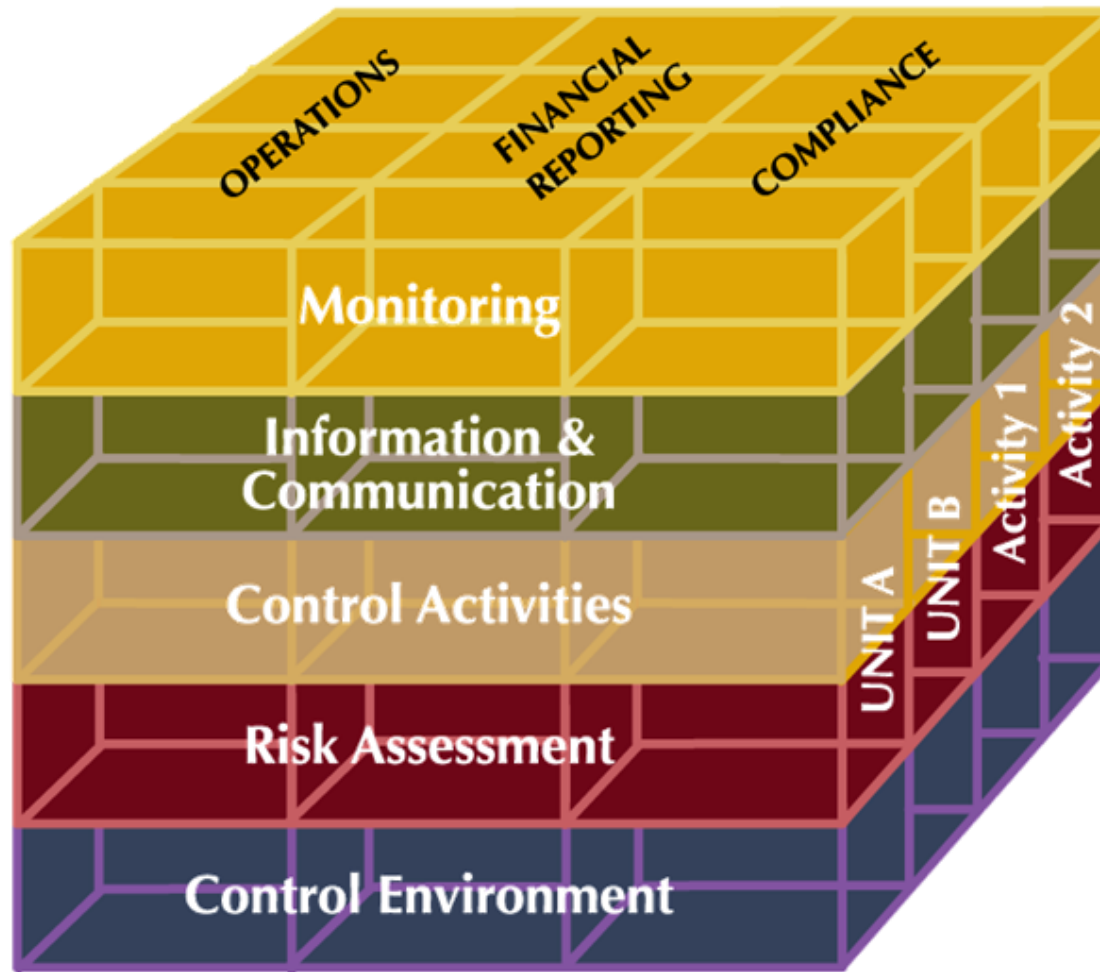 OPERATIONS
FINANCIAL
REPORTING
COMPLIANCE
Monitoring
Information &
Communication
Control Activities
Risk Assessment
Control Environment
UNIT A
UNIT B
Activity 1
Activity 2